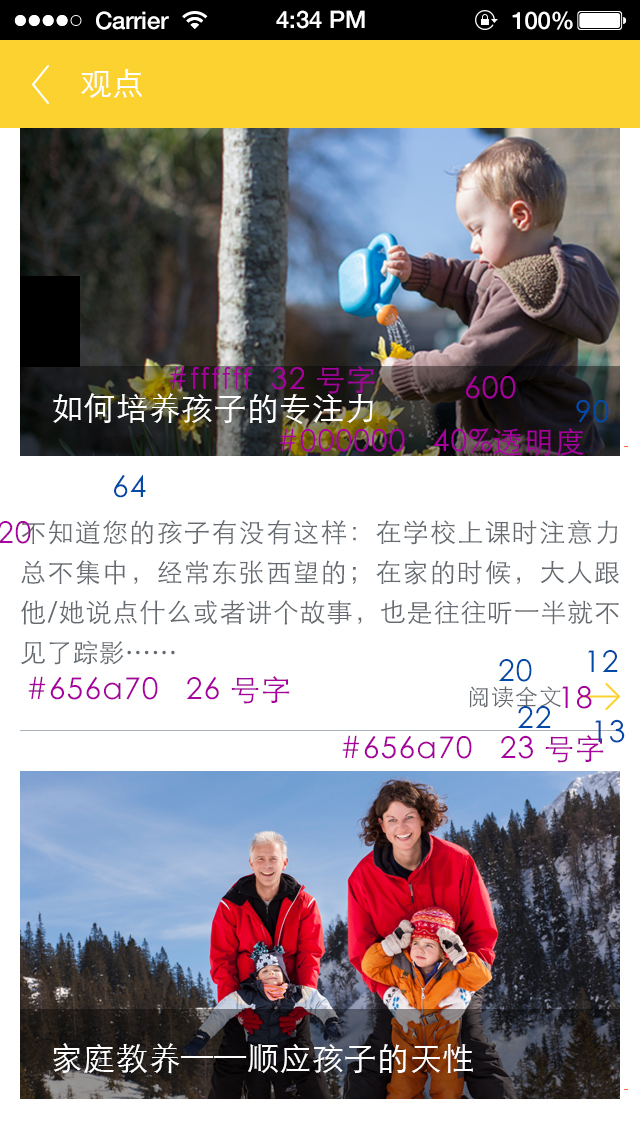 Carrier 4:34 PM 100%
观点
#ffffff 32 号字
600
如何培养孩子的专注力
90
#000000 40%透明度
64
20
不知道您的孩子有没有这样：在学校上课时注意力
总不集中，经常东张西望的；在家的时候，大人跟
他/她说点什么或者讲个故事，也是往往听一半就不
见了踪影……
#656a70 26 号字
20
12
阅读全文
18
22
13
#656a70 23 号字
家庭教养——顺应孩子的天性